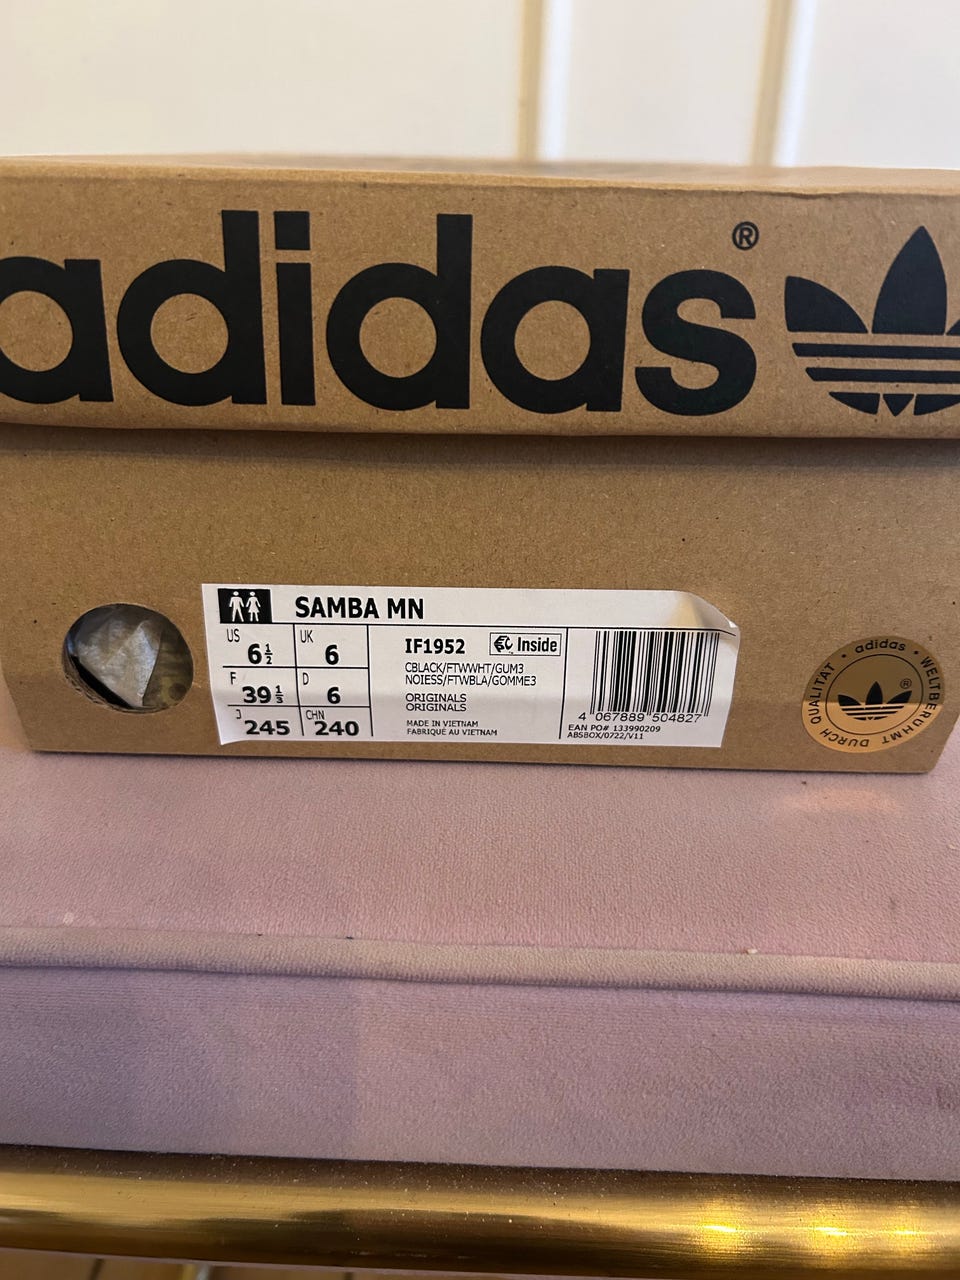 adidas®
SAMBA MN
US 6½ UK 6
F 39⅓ D 6
J 245 CHN 240
IF1952 Inside
CBLACK/FTWWHT/GUM3
NOIESS/FTWBLA/GOMME3
ORIGINALS
ORIGINALS
MADE IN VIETNAM
FABRIQUÉ AU VIETNAM
4 067889 504827
EAN PO# 133990209
ABSBOX/0722/V11
· adidas · WELTBERUHMT DURCH QUALITAT
®